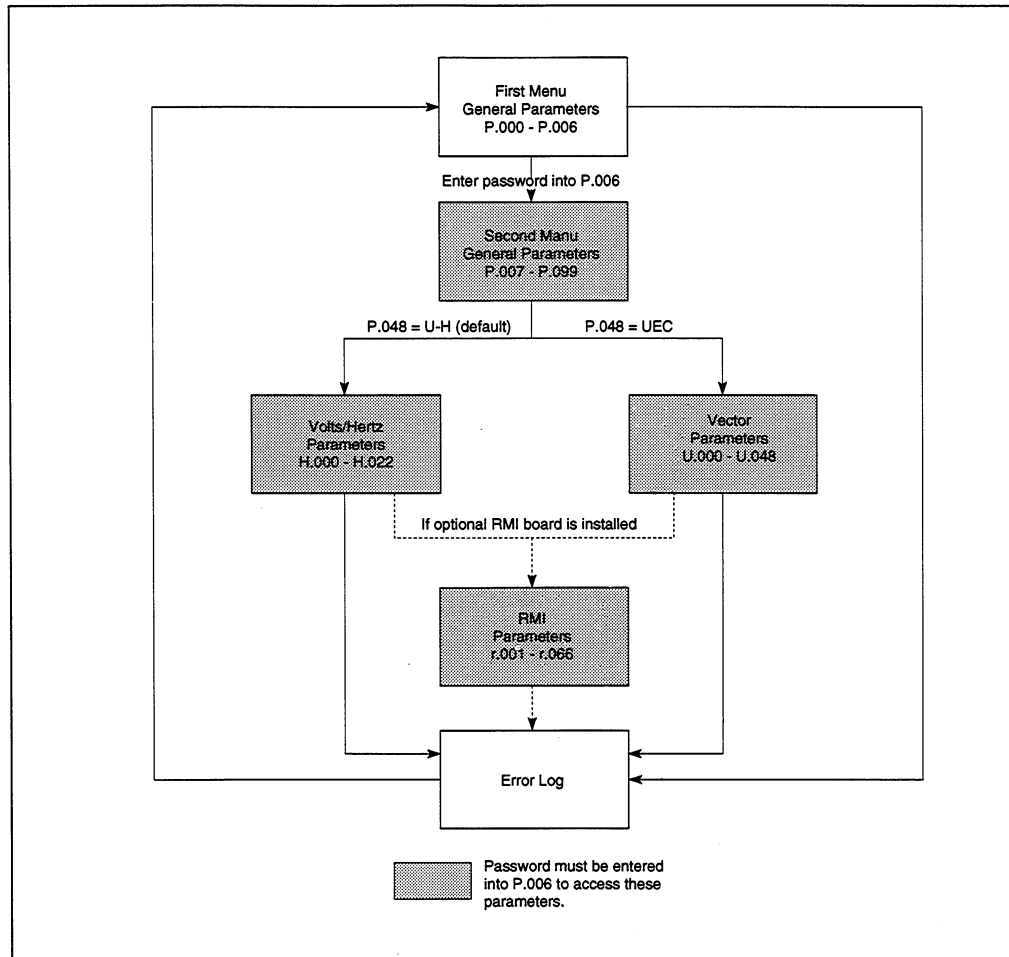 First Menu
General Parameters
P.000 - P.006
Enter password into P.006
Second Manu
General Parameters
P.007 - P.099
P.048 = U-H (default)
P.048 = UEC
Volts/Hertz
Parameters
H.000 - H.022
Vector
Parameters
U.000 - U.048
If optional RMI board is installed
RMI
Parameters
r.001 - r.066
Error Log
Password must be entered
into P.006 to access these
parameters.